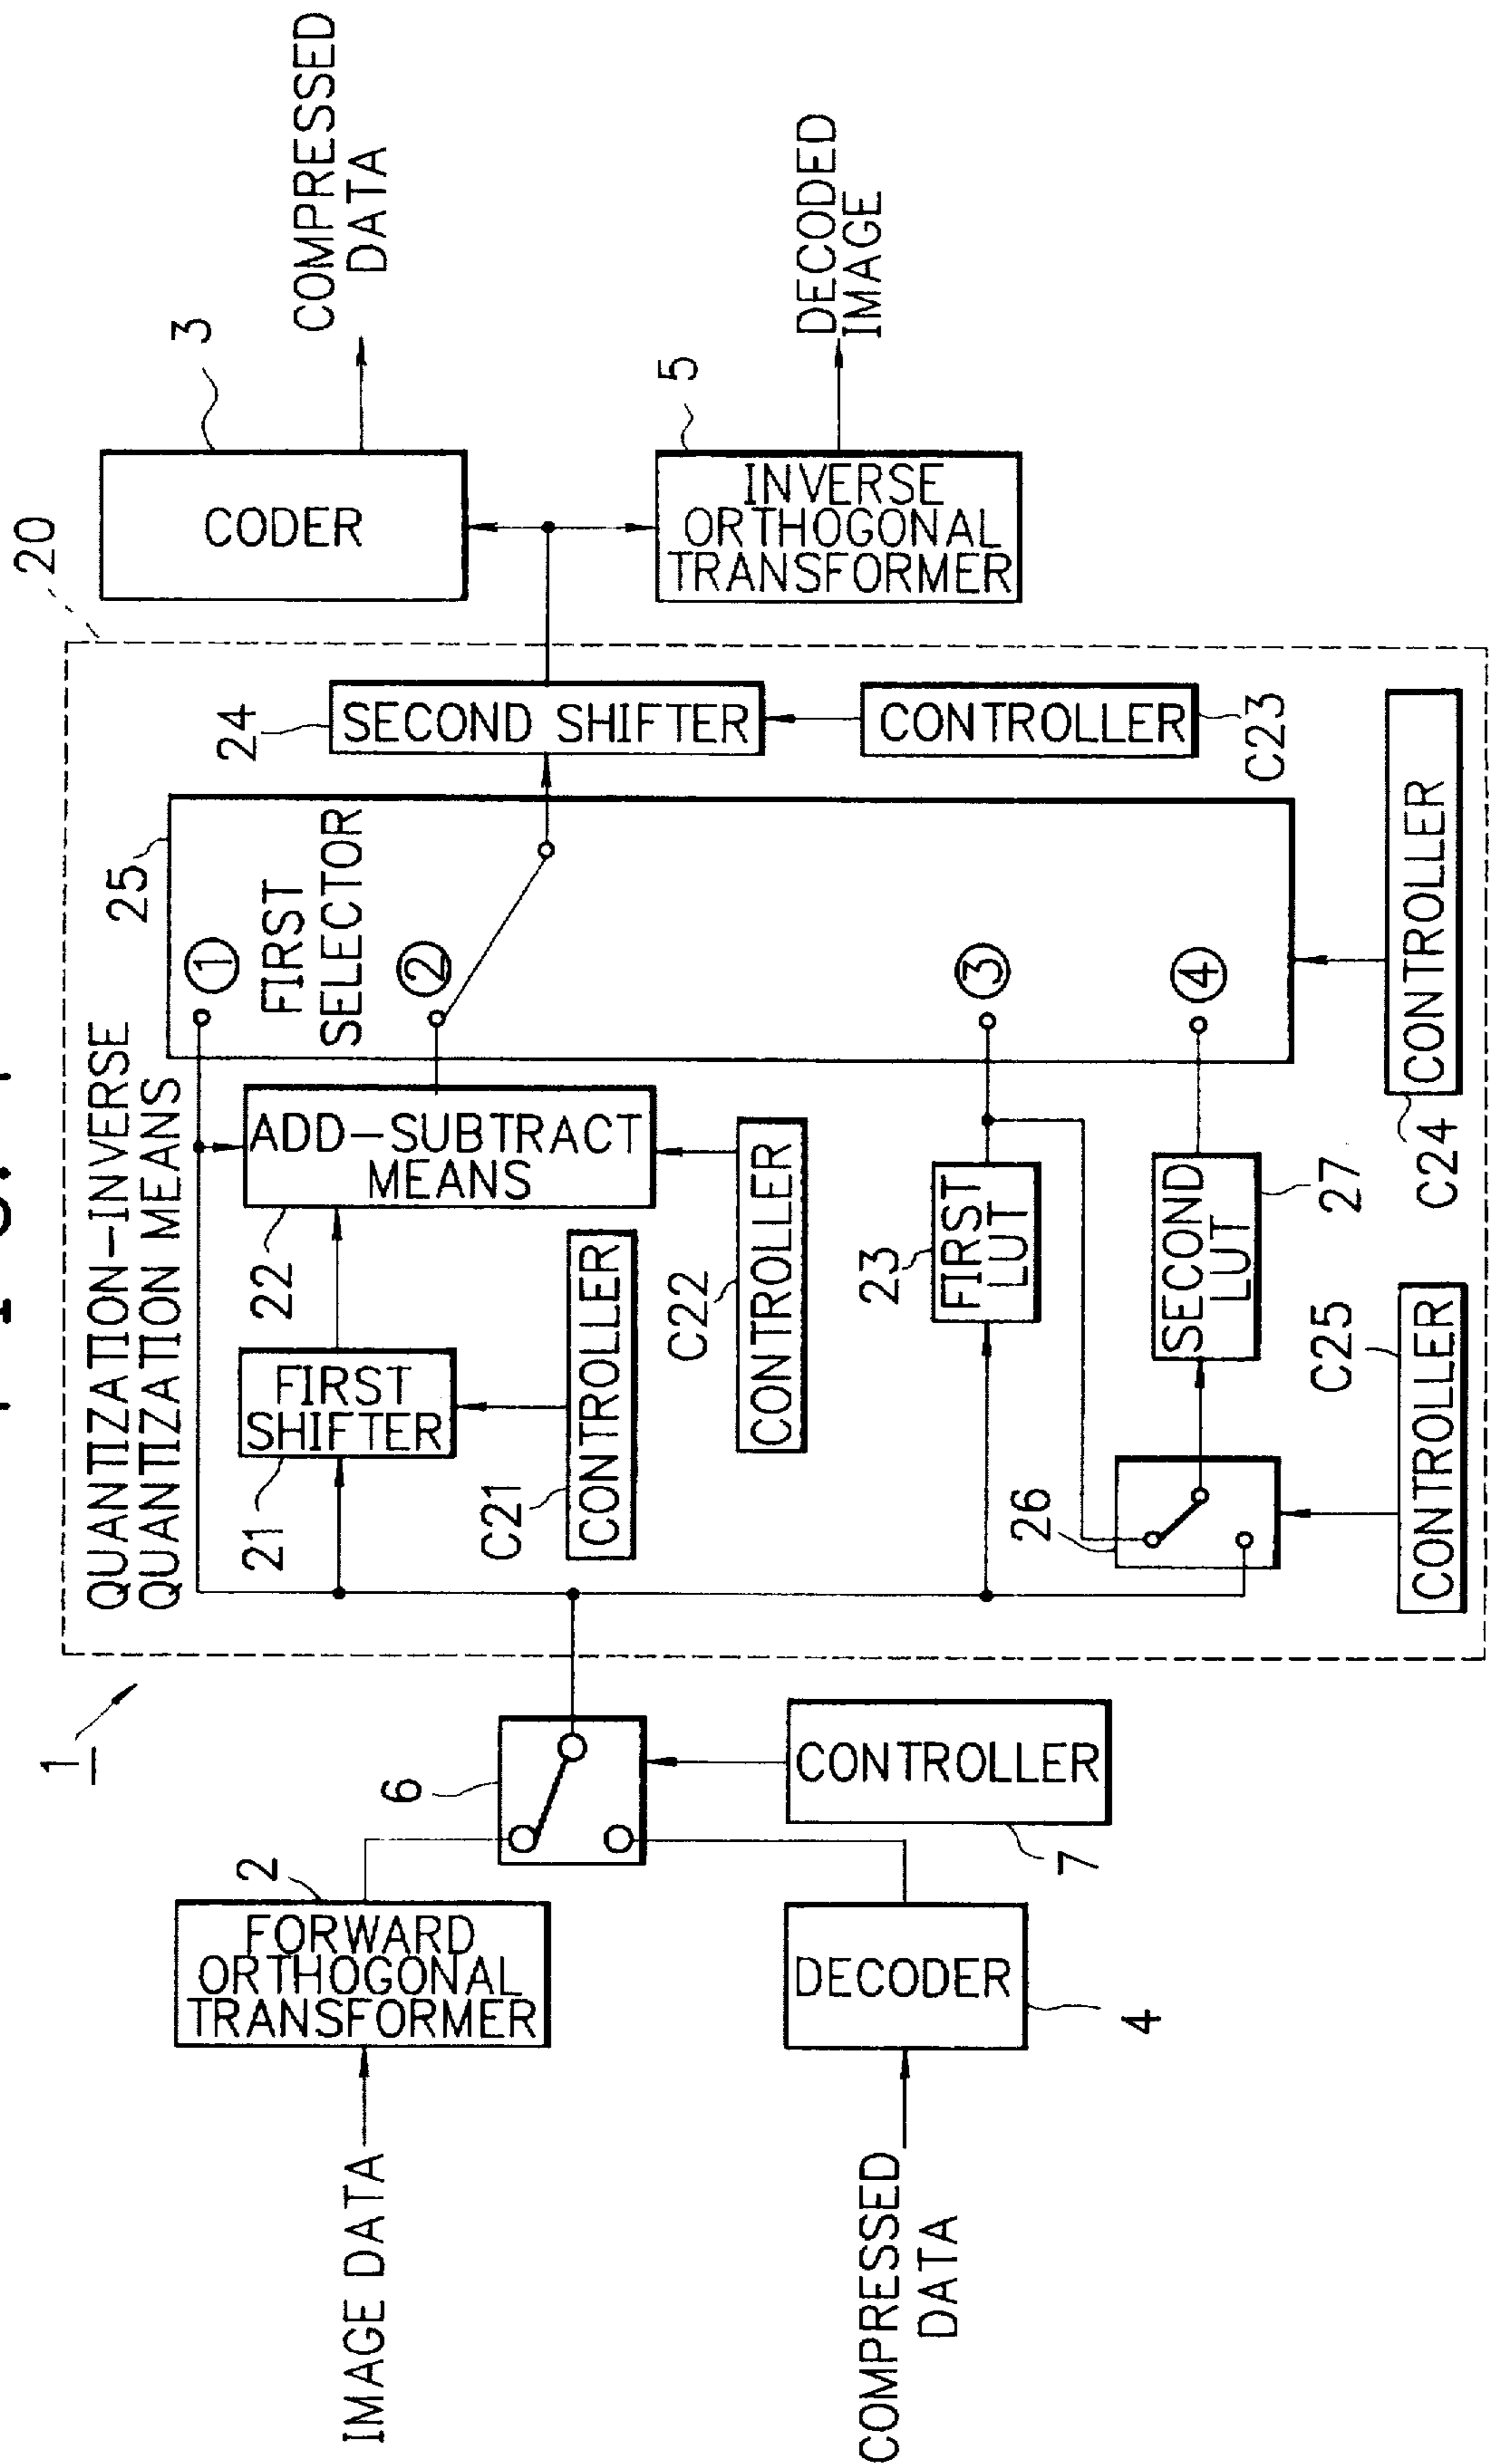 QUANTIZATION-INVERSE
QUANTIZATION MEANS
20
1
IMAGE DATA
FORWARD
ORTHOGONAL
TRANSFORMER
2
COMPRESSED
DATA
DECODER
4
6
CONTROLLER
7
FIRST
SHIFTER
21
CONTROLLER
C21
ADD-SUBTRACT
MEANS
22
CONTROLLER
C22
FIRST
LUT
23
26
SECOND
LUT
27
CONTROLLER
C25
25
FIRST
SELECTOR
①
②
③
④
CONTROLLER
C24
SECOND SHIFTER
24
CONTROLLER
C23
CODER
3
COMPRESSED
DATA
INVERSE
ORTHOGONAL
TRANSFORMER
5
DECODED
IMAGE